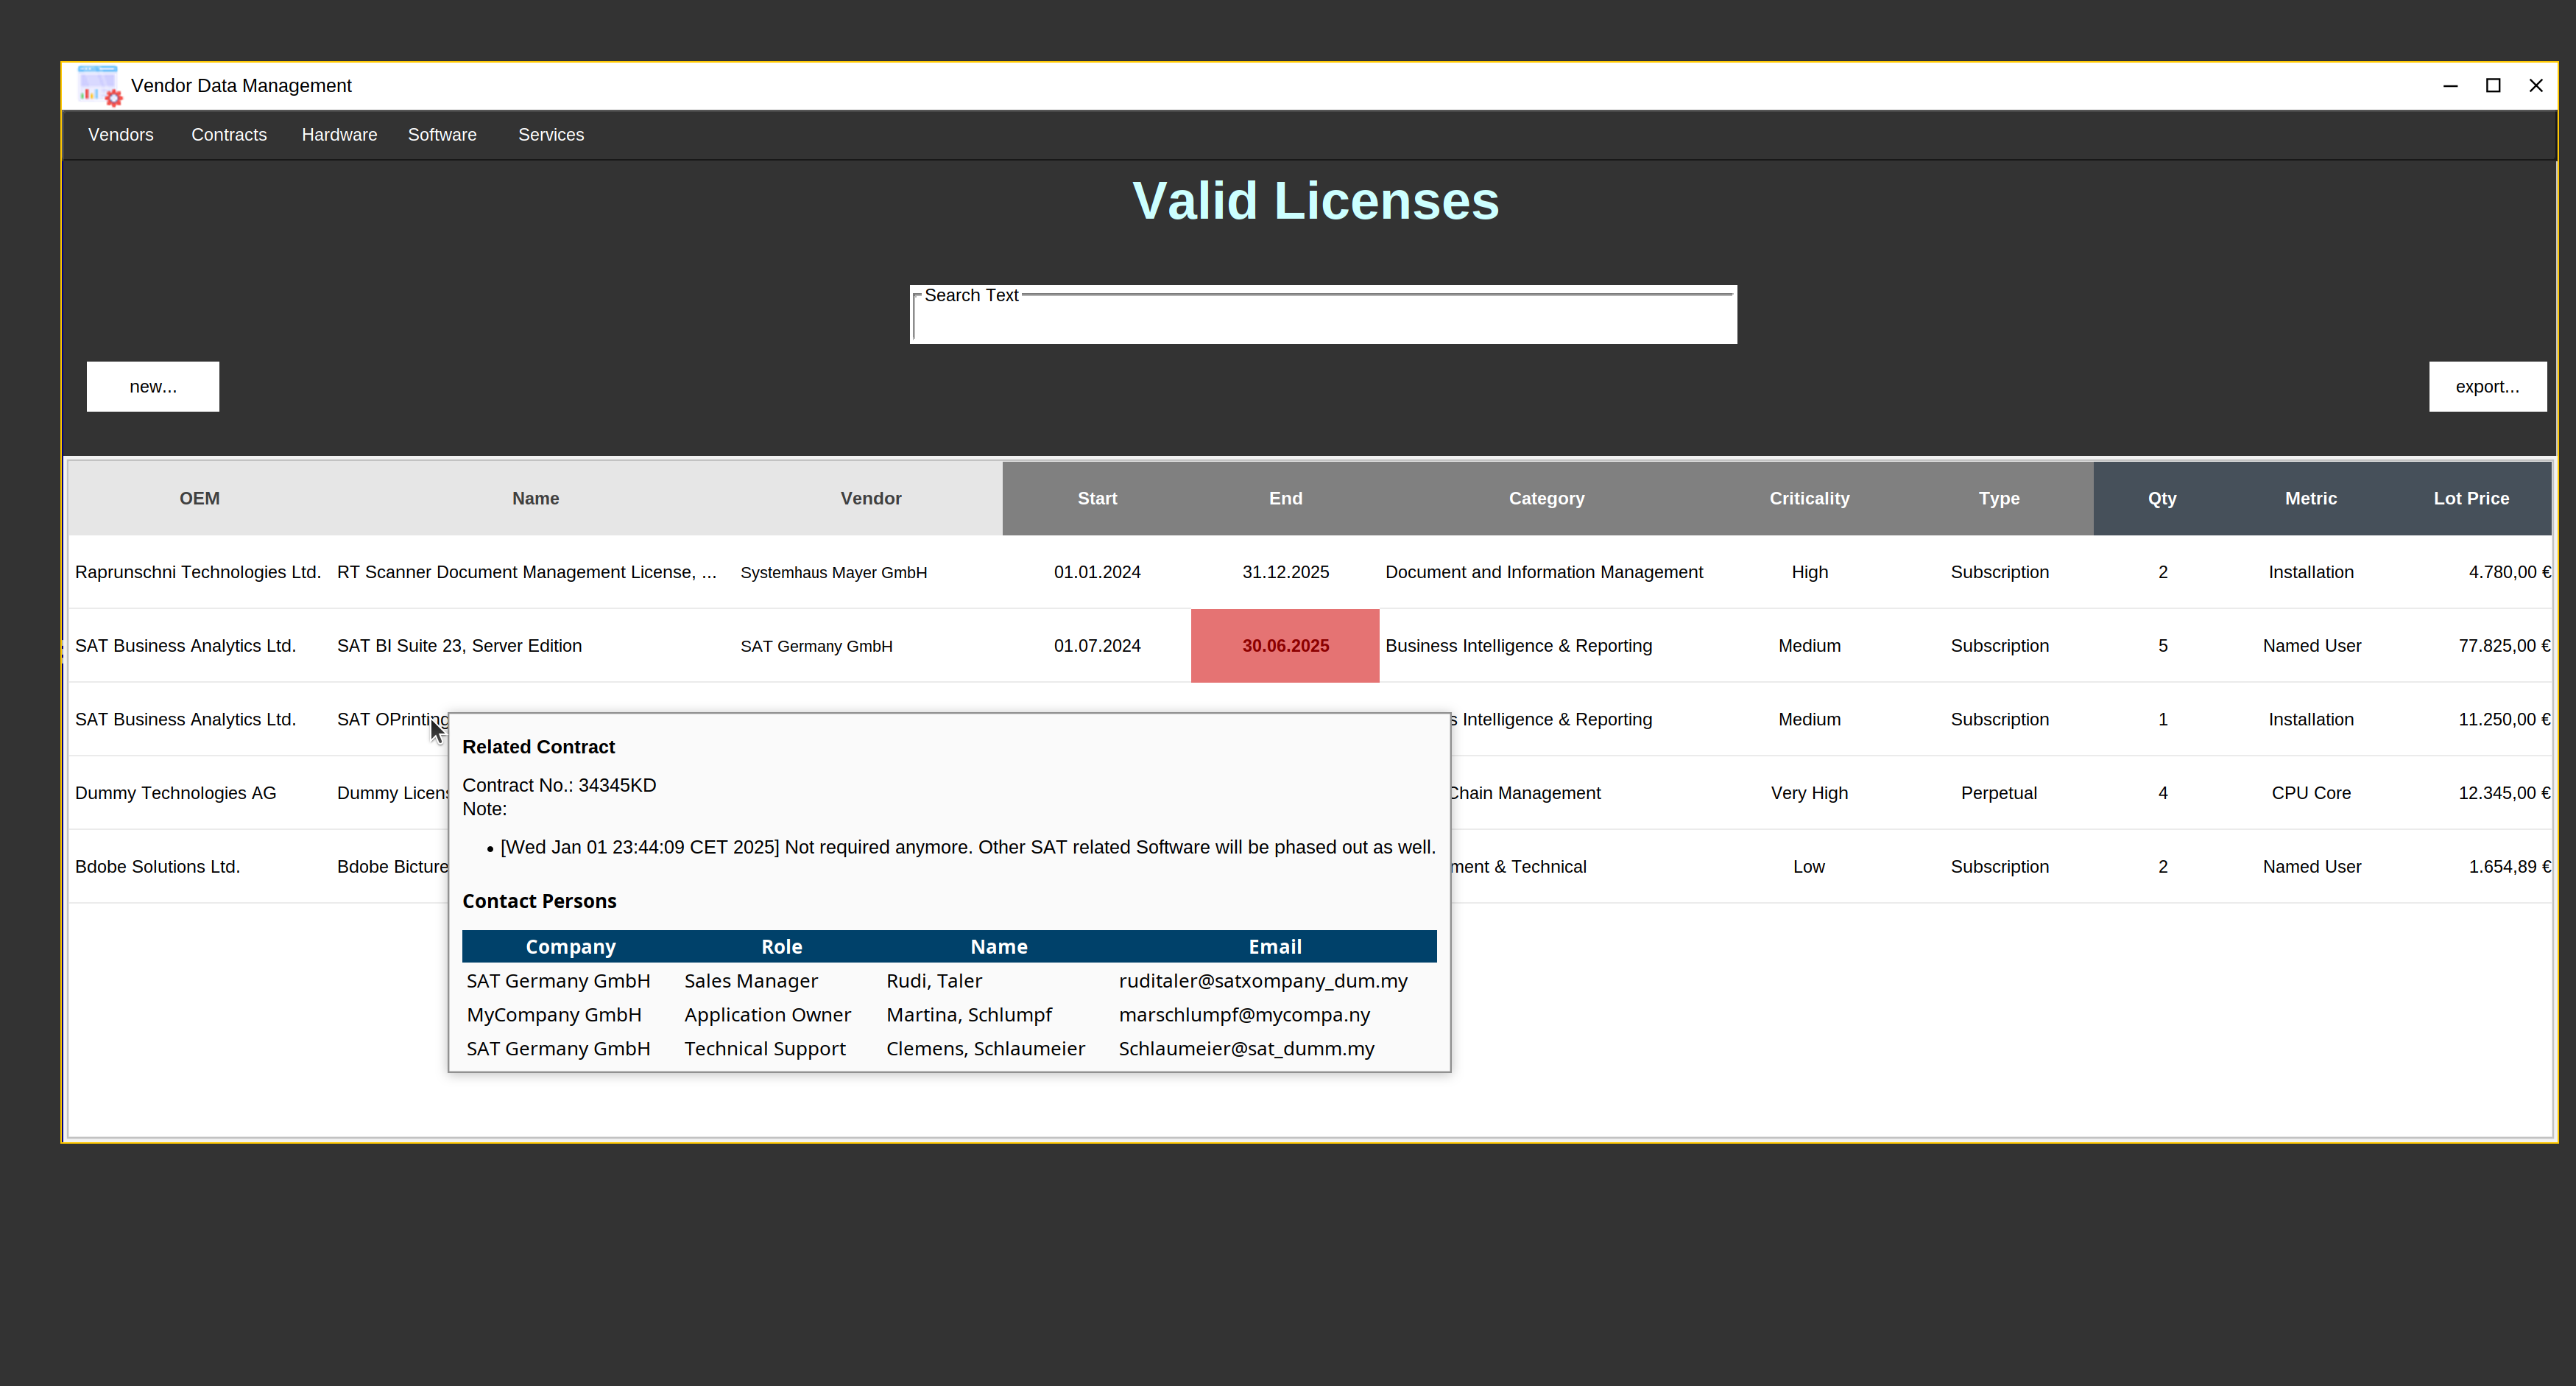 Vendor Data Management
Vendors Contracts Hardware Software Services
Valid Licenses
Search Text
new...
export...
OEM Name Vendor Start End Category Criticality Type Qty Metric Lot Price
Raprunschni Technologies Ltd. RT Scanner Document Management License, ... Systemhaus Mayer GmbH 01.01.2024 31.12.2025 Document and Information Management High Subscription 2 Installation 4.780,00 €
SAT Business Analytics Ltd. SAT BI Suite 23, Server Edition SAT Germany GmbH 01.07.2024 30.06.2025 Business Intelligence & Reporting Medium Subscription 5 Named User 77.825,00 €
SAT Business Analytics Ltd. SAT OPrinting Intelligence & Reporting Medium Subscription 1 Installation 11.250,00 €
Dummy Technologies AG Dummy Chain Management Very High Perpetual 4 CPU Core 12.345,00 €
Bdobe Solutions Ltd. Bdobe Bicture & Technical Low Subscription 2 Named User 1.654,89 €
Related Contract
Contract No.: 34345KD
Note:
• [Wed Jan 01 23:44:09 CET 2025] Not required anymore. Other SAT related Software will be phased out as well.
Contact Persons
Company Role Name Email
SAT Germany GmbH Sales Manager Rudi, Taler ruditaler@satxompany_dum.my
MyCompany GmbH Application Owner Martina, Schlumpf marschlumpf@mycompa.ny
SAT Germany GmbH Technical Support Clemens, Schlaumeier Schlaumeier@sat_dumm.my